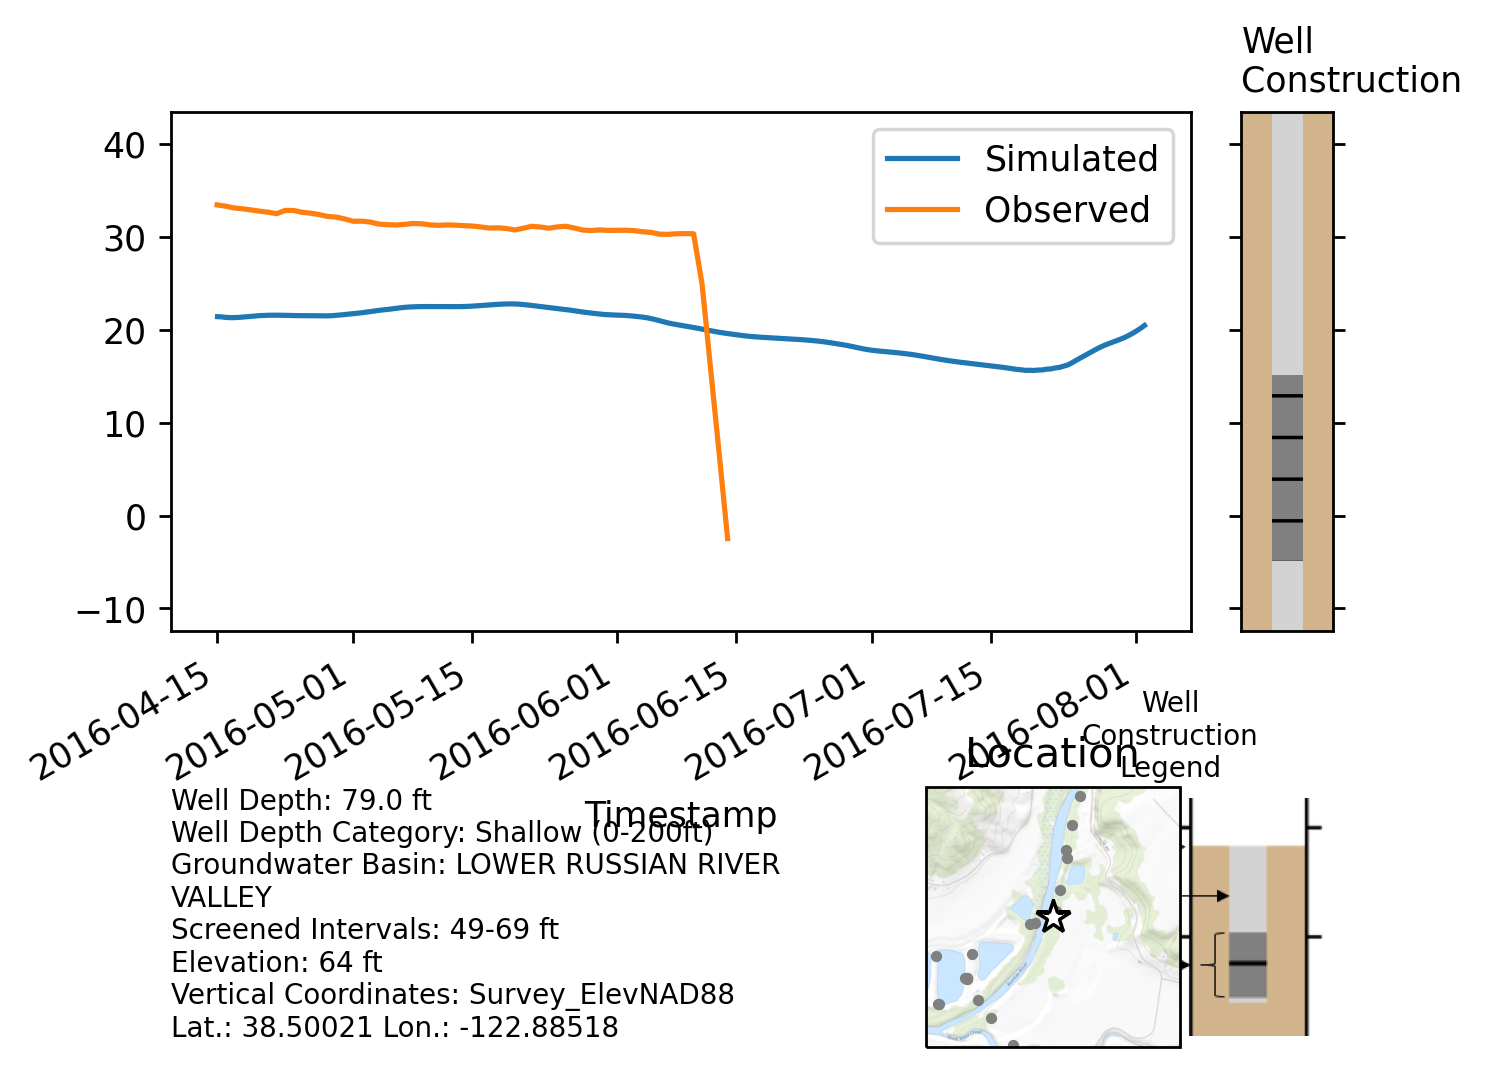 Well
Construction
40
30
20
10
0
−10
Simulated
Observed
2016-04-15
2016-05-01
2016-05-15
2016-06-01
2016-06-15
2016-07-01
2016-07-15
2016-08-01
Timestamp
Well
Construction
Legend
Location
Well Depth: 79.0 ft
Well Depth Category: Shallow (0-200ft)
Groundwater Basin: LOWER RUSSIAN RIVER
VALLEY
Screened Intervals: 49-69 ft
Elevation: 64 ft
Vertical Coordinates: Survey_ElevNAD88
Lat.: 38.50021 Lon.: -122.88518